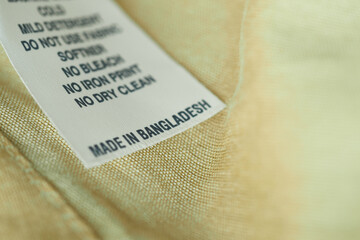 COLD
MILD DETERGENT
DO NOT USE FABRIC
SOFTNER
NO BLEACH
NO IRON PRINT
NO DRY CLEAN
MADE IN BANGLADESH